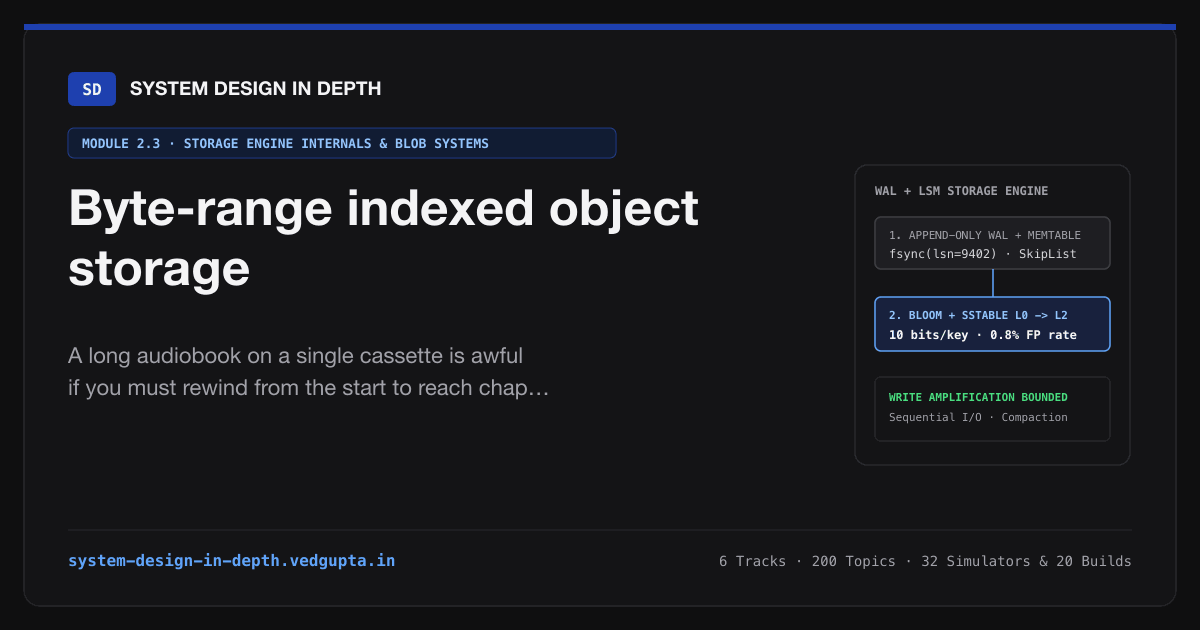 SD
SYSTEM DESIGN IN DEPTH
MODULE 2.3 · STORAGE ENGINE INTERNALS & BLOB SYSTEMS
Byte-range indexed object
storage
A long audiobook on a single cassette is awful
if you must rewind from the start to reach chap…
WAL + LSM STORAGE ENGINE
1. APPEND-ONLY WAL + MEMTABLE
fsync(lsn=9402) · SkipList
2. BLOOM + SSTABLE L0 -> L2
10 bits/key · 0.8% FP rate
WRITE AMPLIFICATION BOUNDED
Sequential I/O · Compaction
system-design-in-depth.vedgupta.in
6 Tracks · 200 Topics · 32 Simulators & 20 Builds